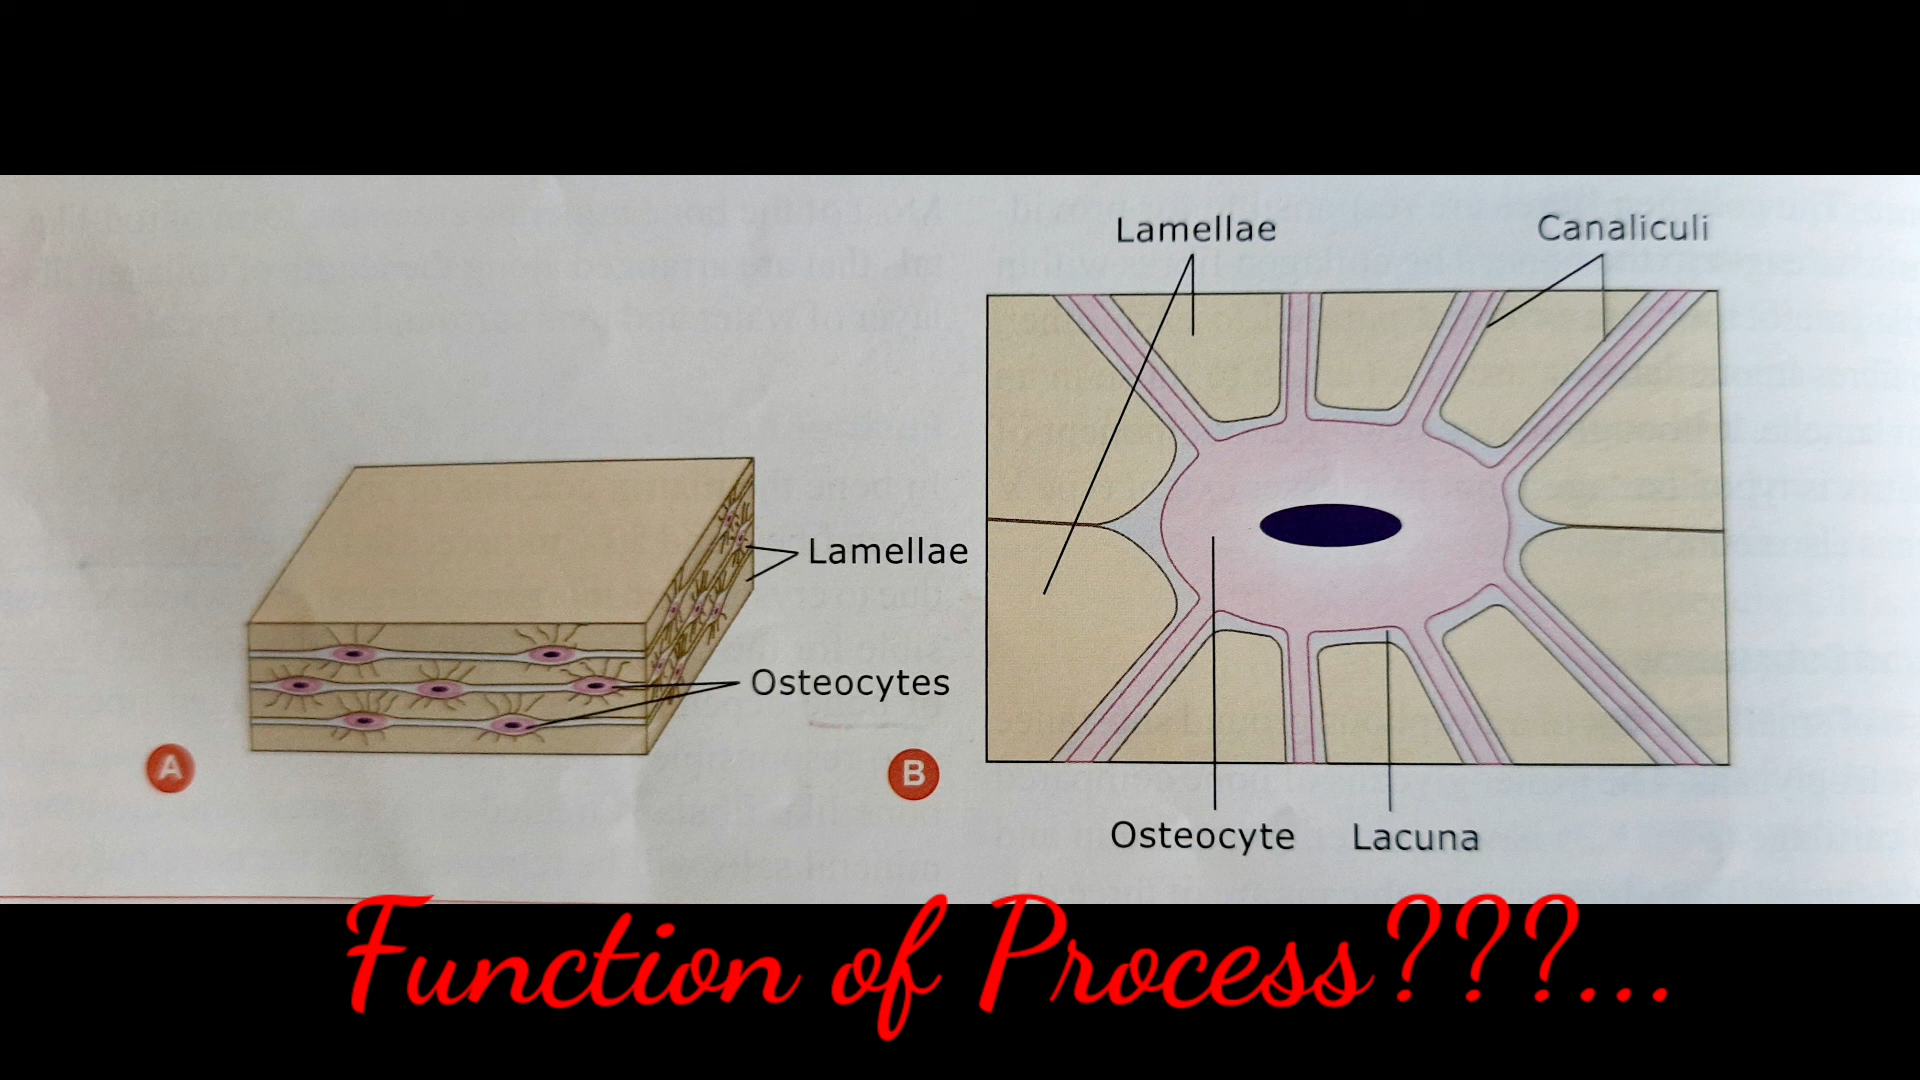 Lamellae
Canaliculi
Lamellae
Osteocytes
A
B
Osteocyte
Lacuna
Function of Process???...